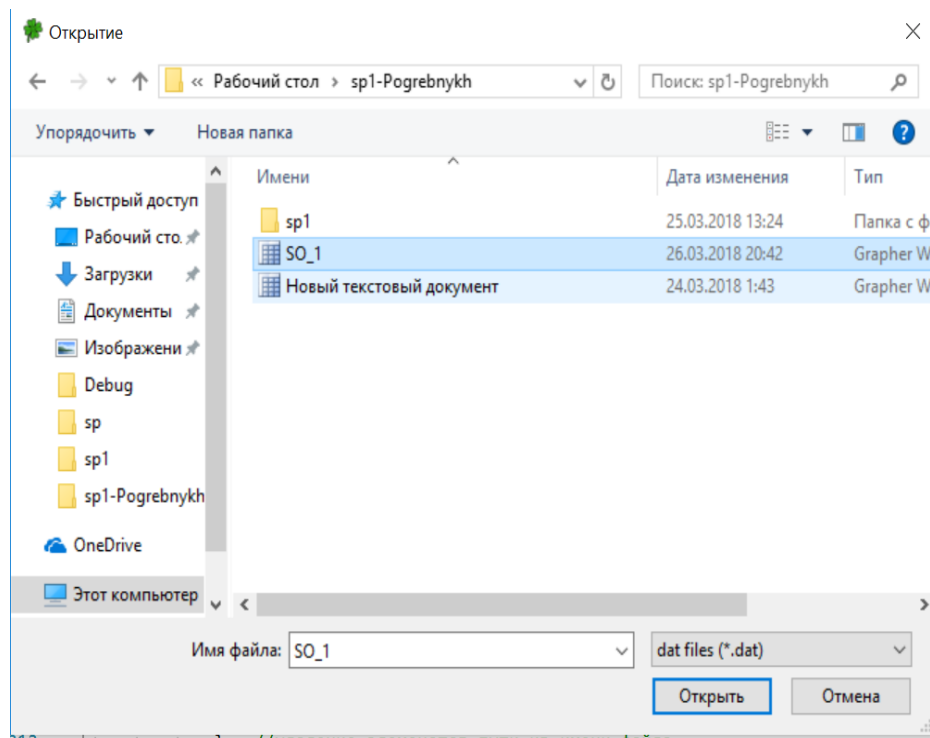 Открытие
« Рабочий стол › sp1-Pogrebnykh
Поиск: sp1-Pogrebnykh
Упорядочить
Новая папка
Имени
Дата изменения
Тип
Быстрый доступ
Рабочий сто.
Загрузки
Документы
Изображени
Debug
sp
sp1
sp1-Pogrebnykh
OneDrive
Этот компьютер
sp1 25.03.2018 13:24 Папка с ф
SO_1 26.03.2018 20:42 Grapher W
Новый текстовый документ 24.03.2018 1:43 Grapher W
Имя файла: SO_1
dat files (*.dat)
Открыть
Отмена